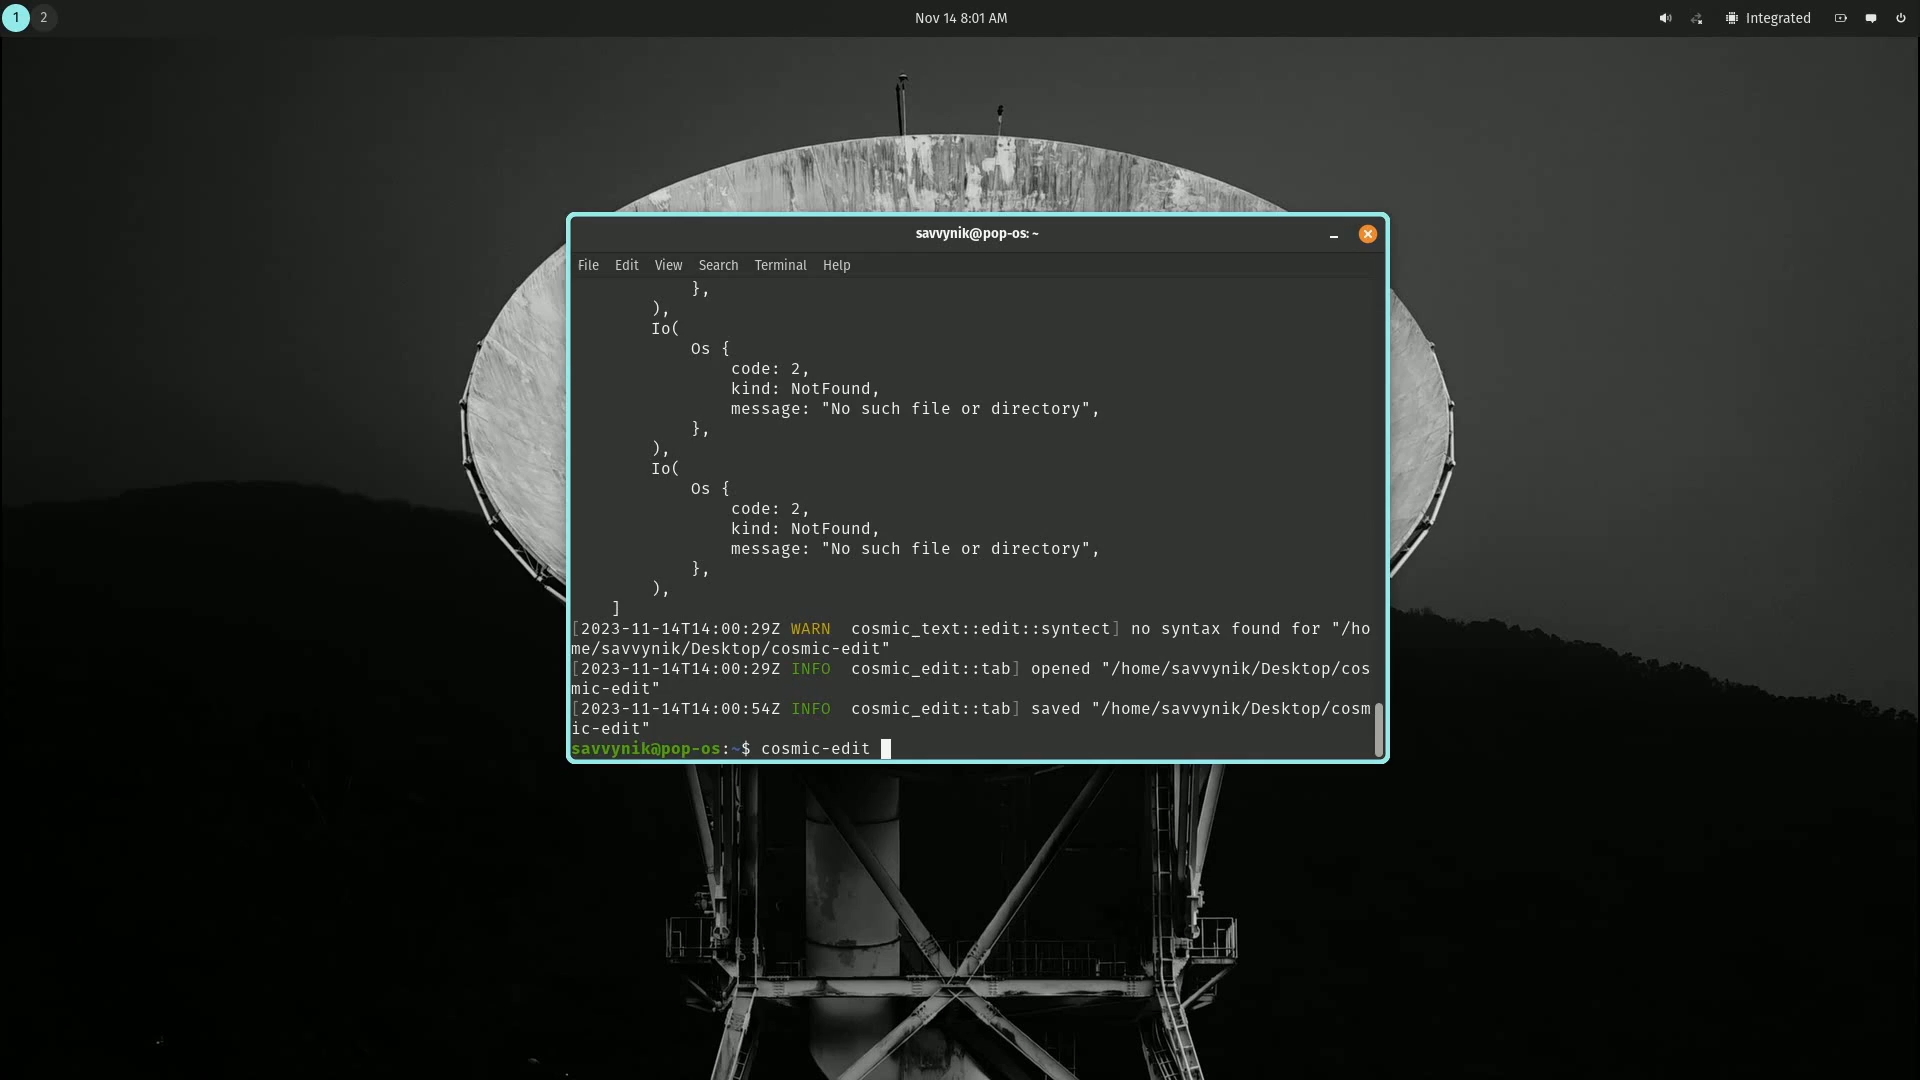 1 2 Nov 14 8:01 AM Integrated
savvynik@pop-os: ~
File Edit View Search Terminal Help
},
),
Io(
Os {
code: 2,
kind: NotFound,
message: "No such file or directory",
},
),
Io(
Os {
code: 2,
kind: NotFound,
message: "No such file or directory",
},
),
]
[2023-11-14T14:00:29Z WARN  cosmic_text::edit::syntect] no syntax found for "/ho
me/savvynik/Desktop/cosmic-edit"
[2023-11-14T14:00:29Z INFO  cosmic_edit::tab] opened "/home/savvynik/Desktop/cos
mic-edit"
[2023-11-14T14:00:54Z INFO  cosmic_edit::tab] saved "/home/savvynik/Desktop/cosm
ic-edit"
savvynik@pop-os:~$ cosmic-edit